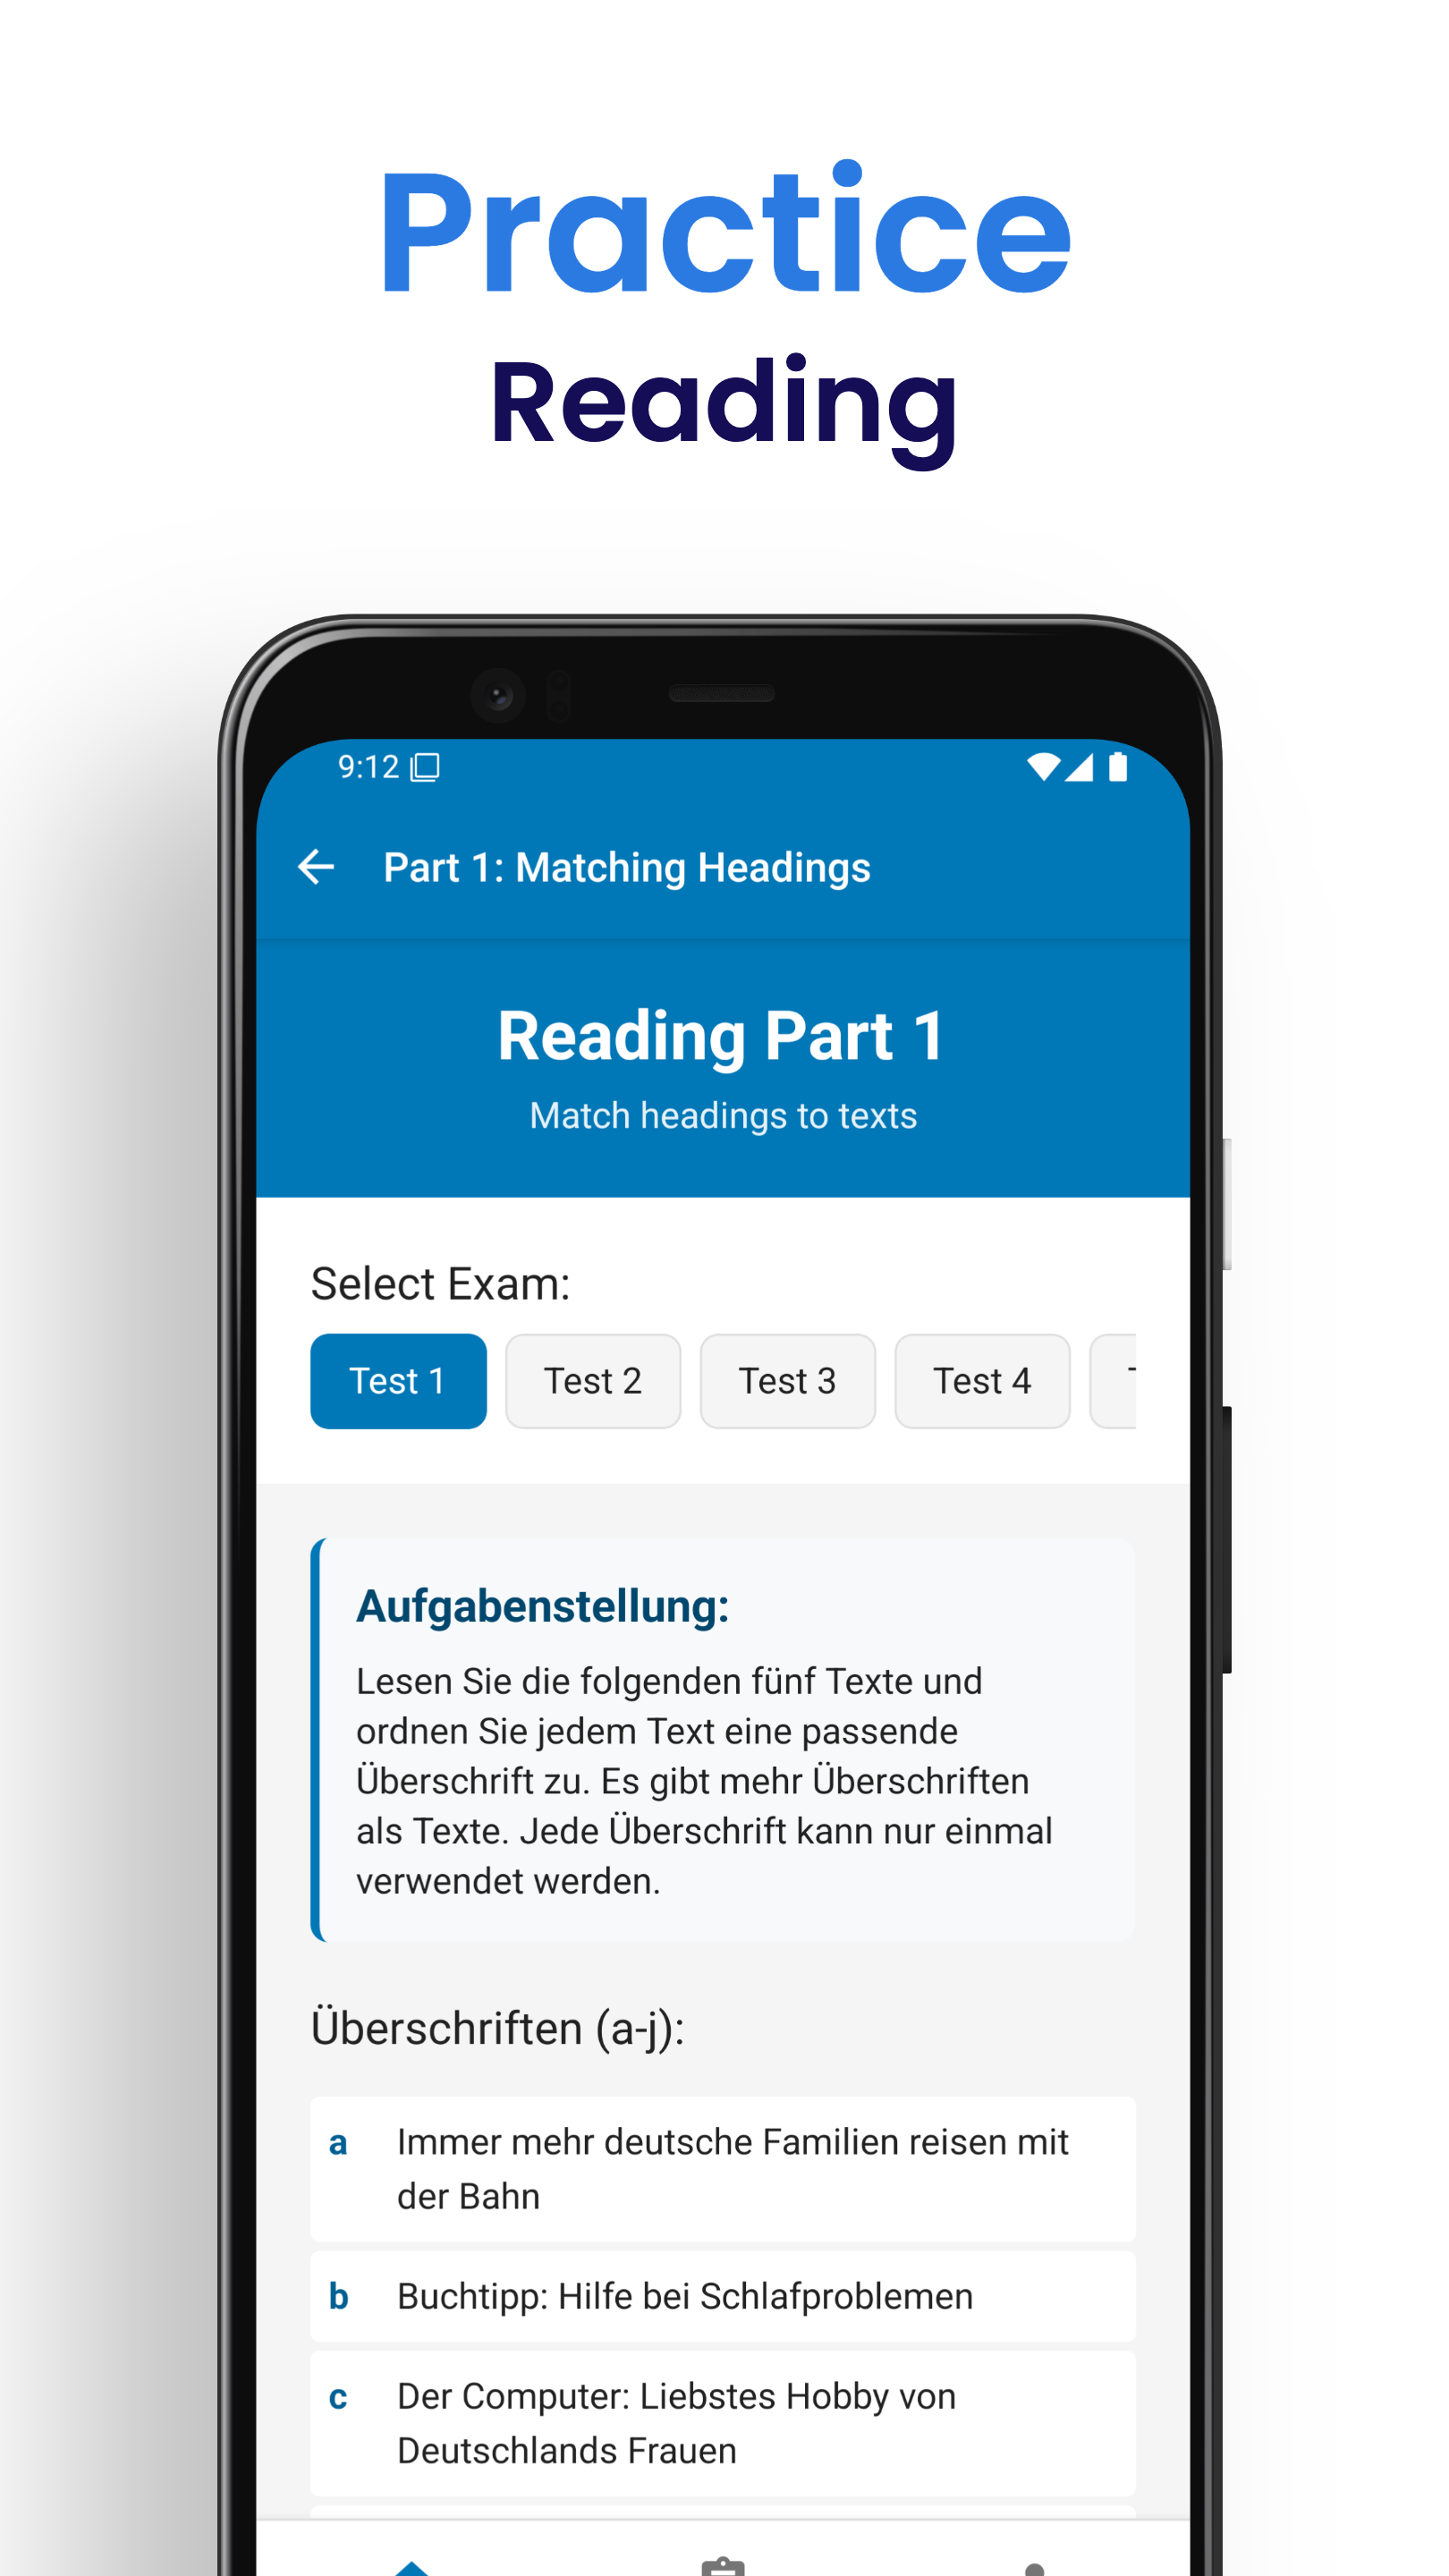 Practice
Reading
9:12
Part 1: Matching Headings
Reading Part 1
Match headings to texts
Select Exam:
Test 1 Test 2 Test 3 Test 4
Aufgabenstellung:
Lesen Sie die folgenden fünf Texte und
ordnen Sie jedem Text eine passende
Überschrift zu. Es gibt mehr Überschriften
als Texte. Jede Überschrift kann nur einmal
verwendet werden.
Überschriften (a-j):
a Immer mehr deutsche Familien reisen mit
der Bahn
b Buchtipp: Hilfe bei Schlafproblemen
c Der Computer: Liebstes Hobby von
Deutschlands Frauen